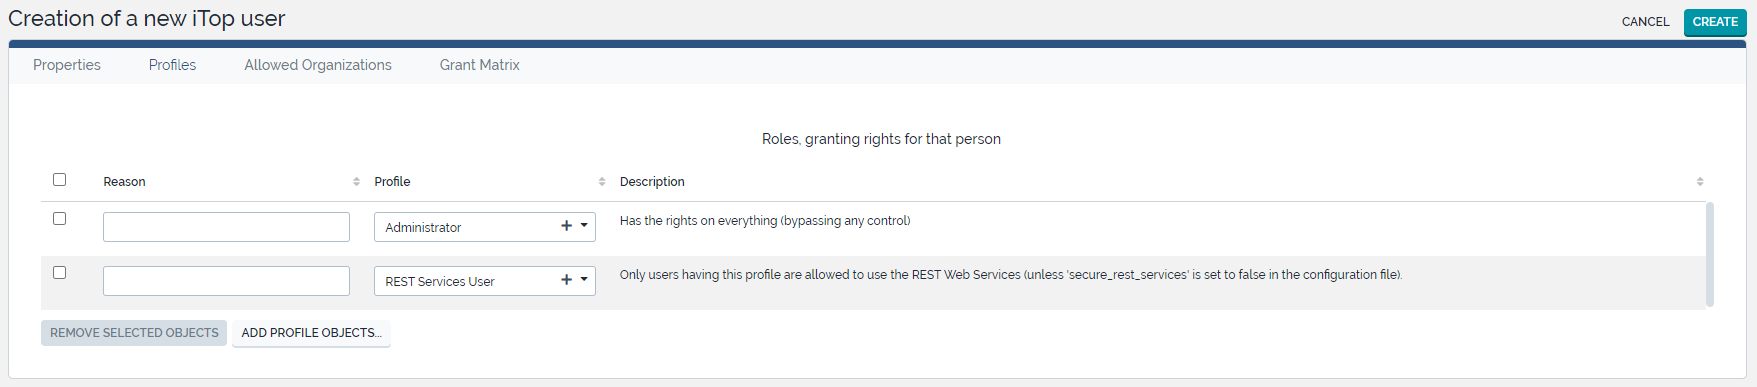 Creation of a new iTop user
CANCEL CREATE
Properties Profiles Allowed Organizations Grant Matrix
Roles, granting rights for that person
Reason Profile Description
Administrator Has the rights on everything (bypassing any control)
REST Services User Only users having this profile are allowed to use the REST Web Services (unless 'secure_rest_services' is set to false in the configuration file).
REMOVE SELECTED OBJECTS ADD PROFILE OBJECTS...